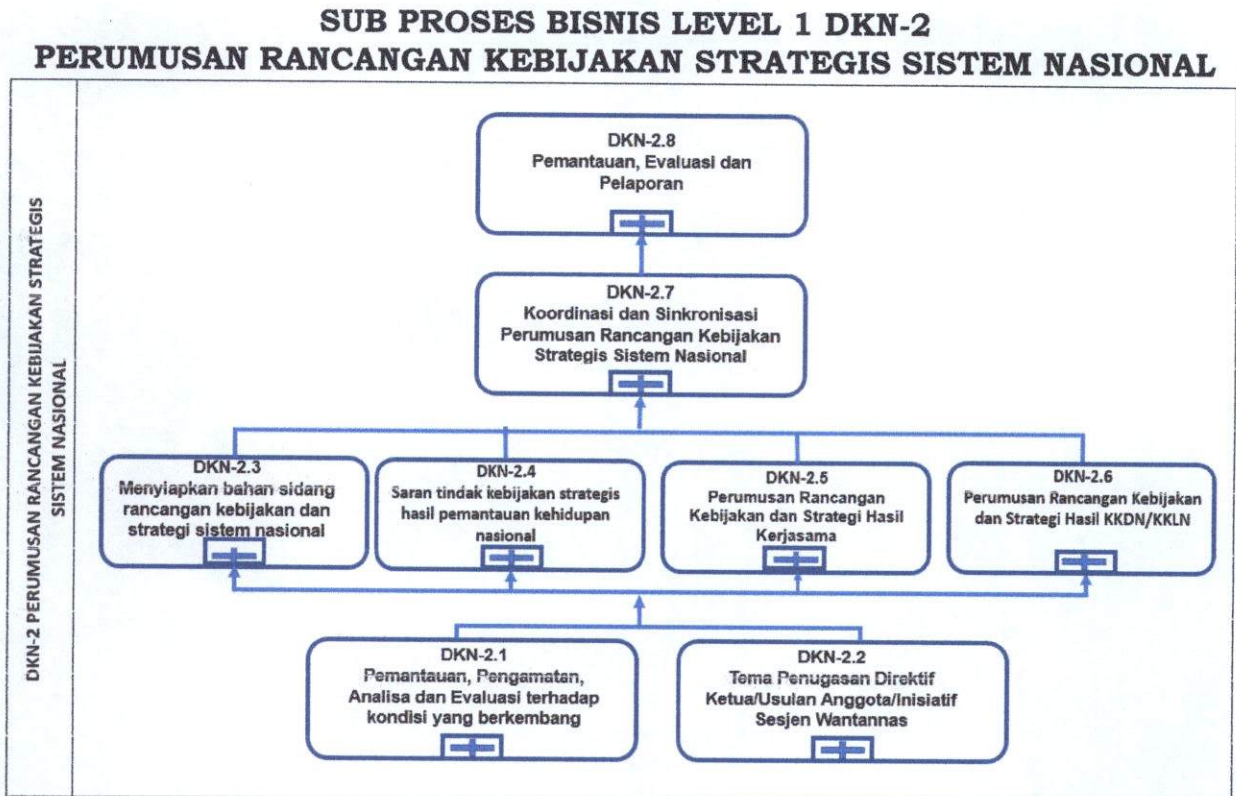 SUB PROSES BISNIS LEVEL 1 DKN-2
PERUMUSAN RANCANGAN KEBIJAKAN STRATEGIS SISTEM NASIONAL
DKN-2 PERUMUSAN RANCANGAN KEBIJAKAN STRATEGIS
SISTEM NASIONAL
DKN-2.8
Pemantauan, Evaluasi dan
Pelaporan
DKN-2.7
Koordinasi dan Sinkronisasi
Perumusan Rancangan Kebijakan
Strategis Sistem Nasional
DKN-2.3
Menyiapkan bahan sidang
rancangan kebijakan dan
strategi sistem nasional
DKN-2.4
Saran tindak kebijakan strategis
hasil pemantauan kehidupan
nasional
DKN-2.5
Perumusan Rancangan
Kebijakan dan Strategi Hasil
Kerjasama
DKN-2.6
Perumusan Rancangan Kebijakan
dan Strategi Hasil KKDN/KKLN
DKN-2.1
Pemantauan, Pengamatan,
Analisa dan Evaluasi terhadap
kondisi yang berkembang
DKN-2.2
Tema Penugasan Direktif
Ketua/Usulan Anggota/Inisiatif
Sesjen Wantannas